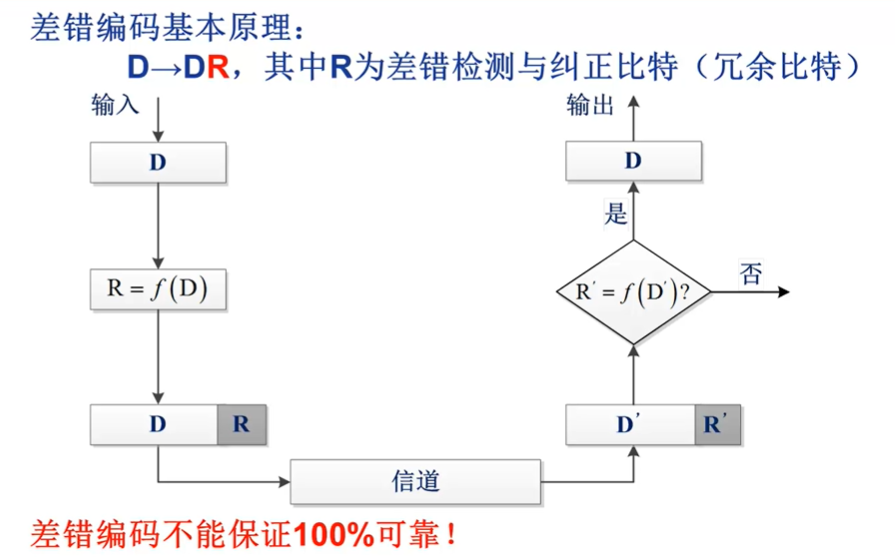 差错编码基本原理：
D→DR，其中R为差错检测与纠正比特（冗余比特）
输入
D
R = f(D)
D R
信道
D′ R′
R′ = f(D′)?
否
是
D
输出
差错编码不能保证100%可靠！